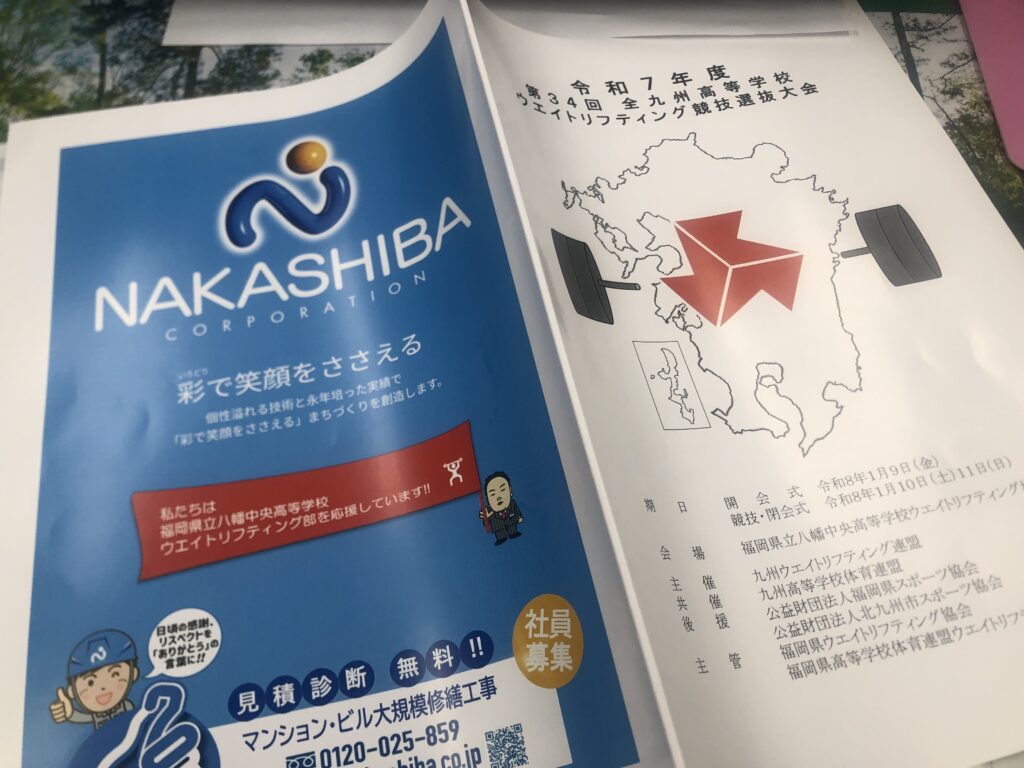 NAKASHIBA
CORPORATION
いろどり
彩で笑顔をささえる
個性溢れる技術と永年培った実績で
「彩で笑顔をささえる」まちづくりを創造します。
私たちは
福岡県立八幡中央高等学校
ウエイトリフティング部を応援しています!!
日頃の感謝、
リスペクトを
「ありがとう」の
言葉に!!
社員
募集
見積診断 無料!!
マンション・ビル大規模修繕工事
0120-025-859
shiba.co.jp
令和7年度
第34回 全九州高等学校
ウエイトリフティング競技選抜大会
期日 開会式 令和8年1月9日(金)
競技・閉会式 令和8年1月10日(土)11日(日)
会場 福岡県立八幡中央高等学校ウエイトリフティング
主催 九州ウエイトリフティング連盟
共催 九州高等学校体育連盟
後援 公益財団法人福岡県スポーツ協会
公益財団法人北九州市スポーツ協会
主管 福岡県ウエイトリフティング協会
福岡県高等学校体育連盟ウエイトリフ